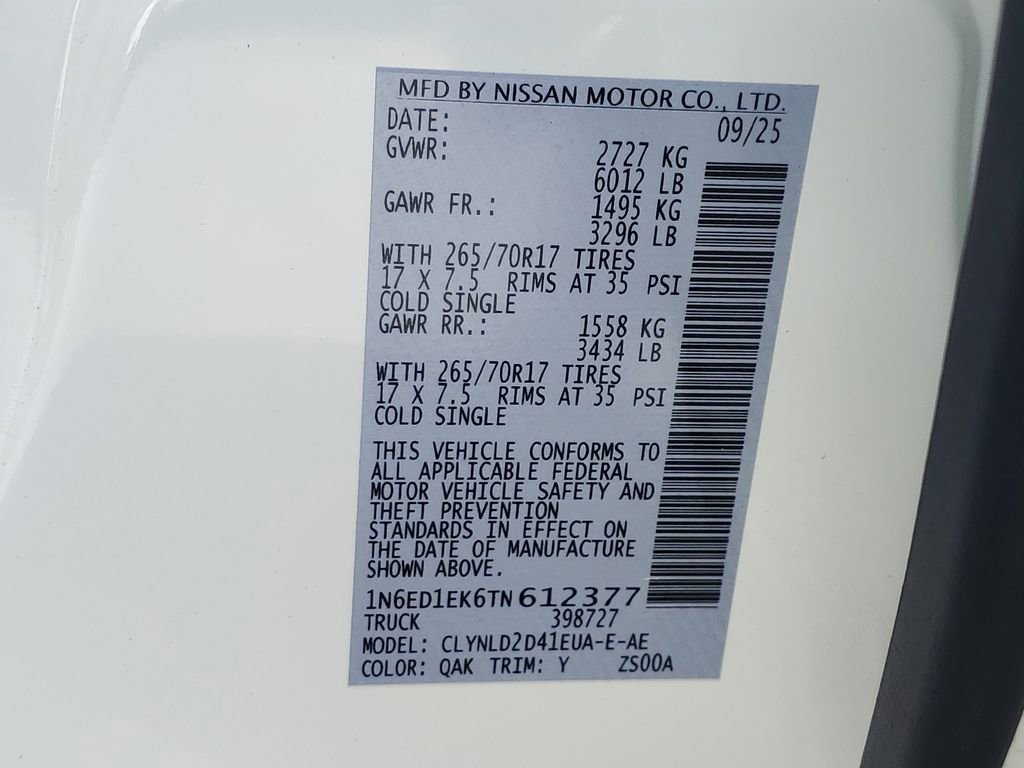 MFD BY NISSAN MOTOR CO., LTD.
DATE: 09/25
GVWR: 2727 KG
6012 LB
GAWR FR.: 1495 KG
3296 LB
WITH 265/70R17 TIRES
17 X 7.5 RIMS AT 35 PSI
COLD SINGLE
GAWR RR.: 1558 KG
3434 LB
WITH 265/70R17 TIRES
17 X 7.5 RIMS AT 35 PSI
COLD SINGLE
THIS VEHICLE CONFORMS TO
ALL APPLICABLE FEDERAL
MOTOR VEHICLE SAFETY AND
THEFT PREVENTION
STANDARDS IN EFFECT ON
THE DATE OF MANUFACTURE
SHOWN ABOVE.
1N6ED1EK6TN612377
TRUCK 398727
MODEL: CLYNLD2D41EUA-E-AE
COLOR: QAK TRIM: Y ZS00A